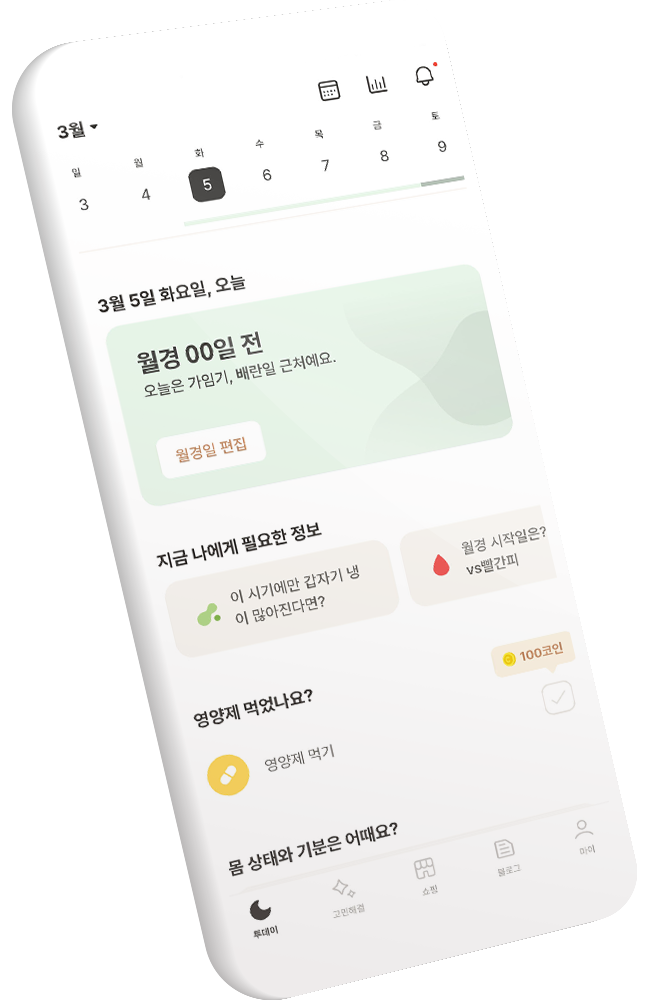 3월
일 월 화 수 목 금 토
3 4 5 6 7 8 9
3월 5일 화요일, 오늘
월경 00일 전
오늘은 가임기, 배란일 근처예요.
월경일 편집
지금 나에게 필요한 정보
이 시기에만 갑자기 냉
이 많아진다면?
월경 시작일은?
vs빨간피
100코인
영양제 먹었나요?
영양제 먹기
몸 상태와 기분은 어때요?
투데이
고민해결
쇼핑
블로그
마이